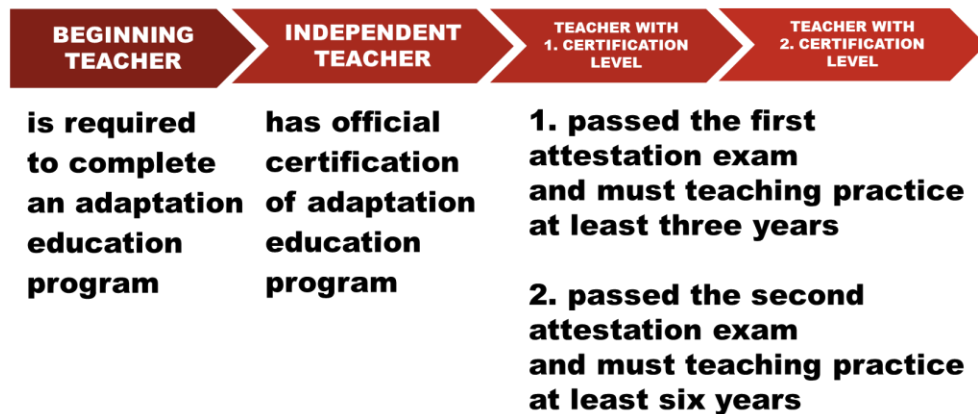 BEGINNING
TEACHER
INDEPENDENT
TEACHER
TEACHER WITH
1. CERTIFICATION
LEVEL
TEACHER WITH
2. CERTIFICATION
LEVEL
is required
to complete
an adaptation
education
program
has official
certification
of adaptation
education
program
1. passed the first
attestation exam
and must teaching practice
at least three years
2. passed the second
attestation exam
and must teaching practice
at least six years